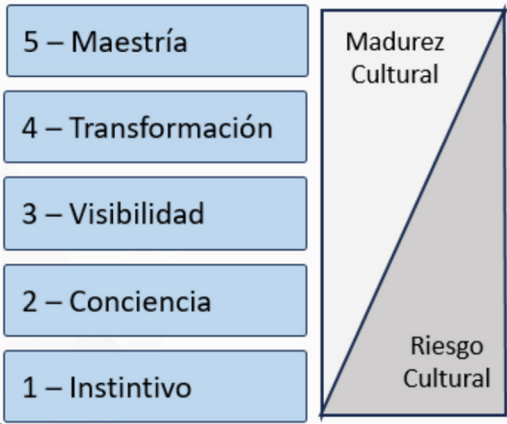 5 – Maestría
4 – Transformación
3 – Visibilidad
2 – Conciencia
1 – Instintivo
Madurez
Cultural
Riesgo
Cultural